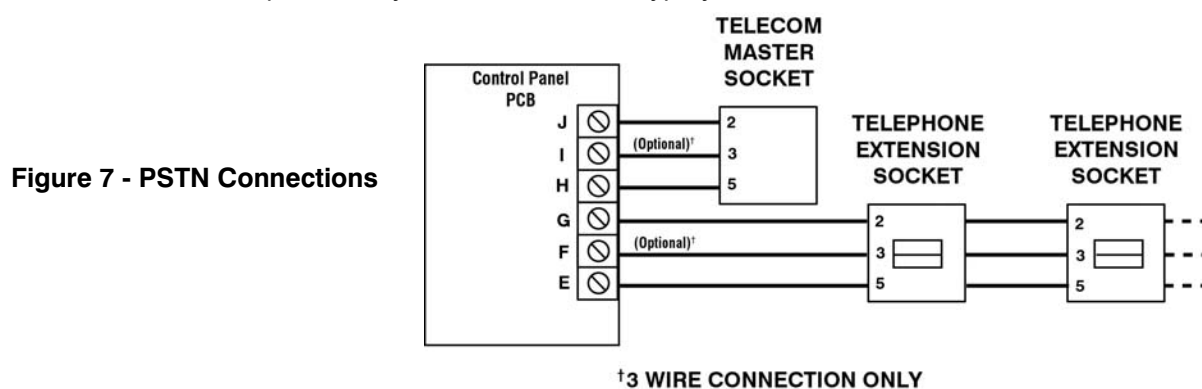 TELECOM
MASTER
SOCKET
Control Panel
PCB
J
2
(Optional)†
I
3
H
5
TELEPHONE
EXTENSION
SOCKET
TELEPHONE
EXTENSION
SOCKET
Figure 7 - PSTN Connections
G
2
2
(Optional)†
F
3
3
E
5
5
†3 WIRE CONNECTION ONLY